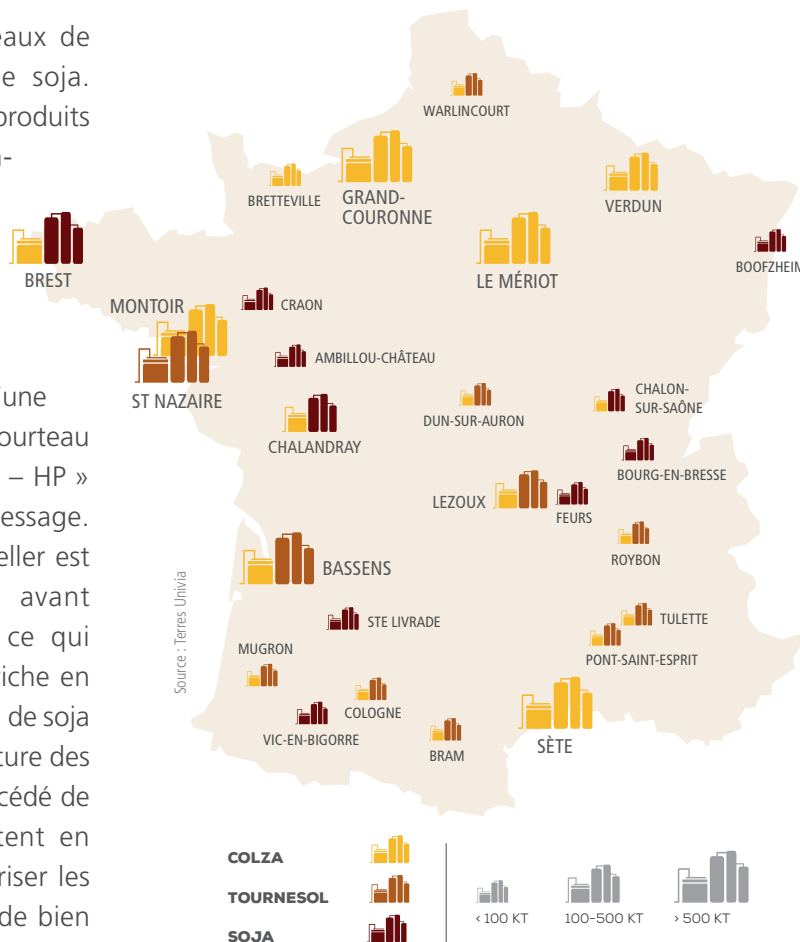 eaux de
e soja.
produits
-
'une
ourteau
– HP »
essage.
eller est
avant
ce qui
riche en
de soja
ture des
cédé de
tent en
riser les
de bien
WARLINCOURT
BRETTEVILLE
GRAND-
COURONNE
VERDUN
BREST
LE MÉRIOT
BOOFZHEIM
MONTOIR
CRAON
AMBILLOU-CHÂTEAU
ST NAZAIRE
CHALANDRAY
DUN-SUR-AURON
CHALON-
SUR-SAÔNE
BOURG-EN-BRESSE
LEZOUX
FEURS
ROYBON
BASSENS
STE LIVRADE
TULETTE
PONT-SAINT-ESPRIT
MUGRON
COLOGNE
VIC-EN-BIGORRE
BRAM
SÈTE
Source : Terres Univia
COLZA
TOURNESOL
SOJA
< 100 KT
100-500 KT
> 500 KT